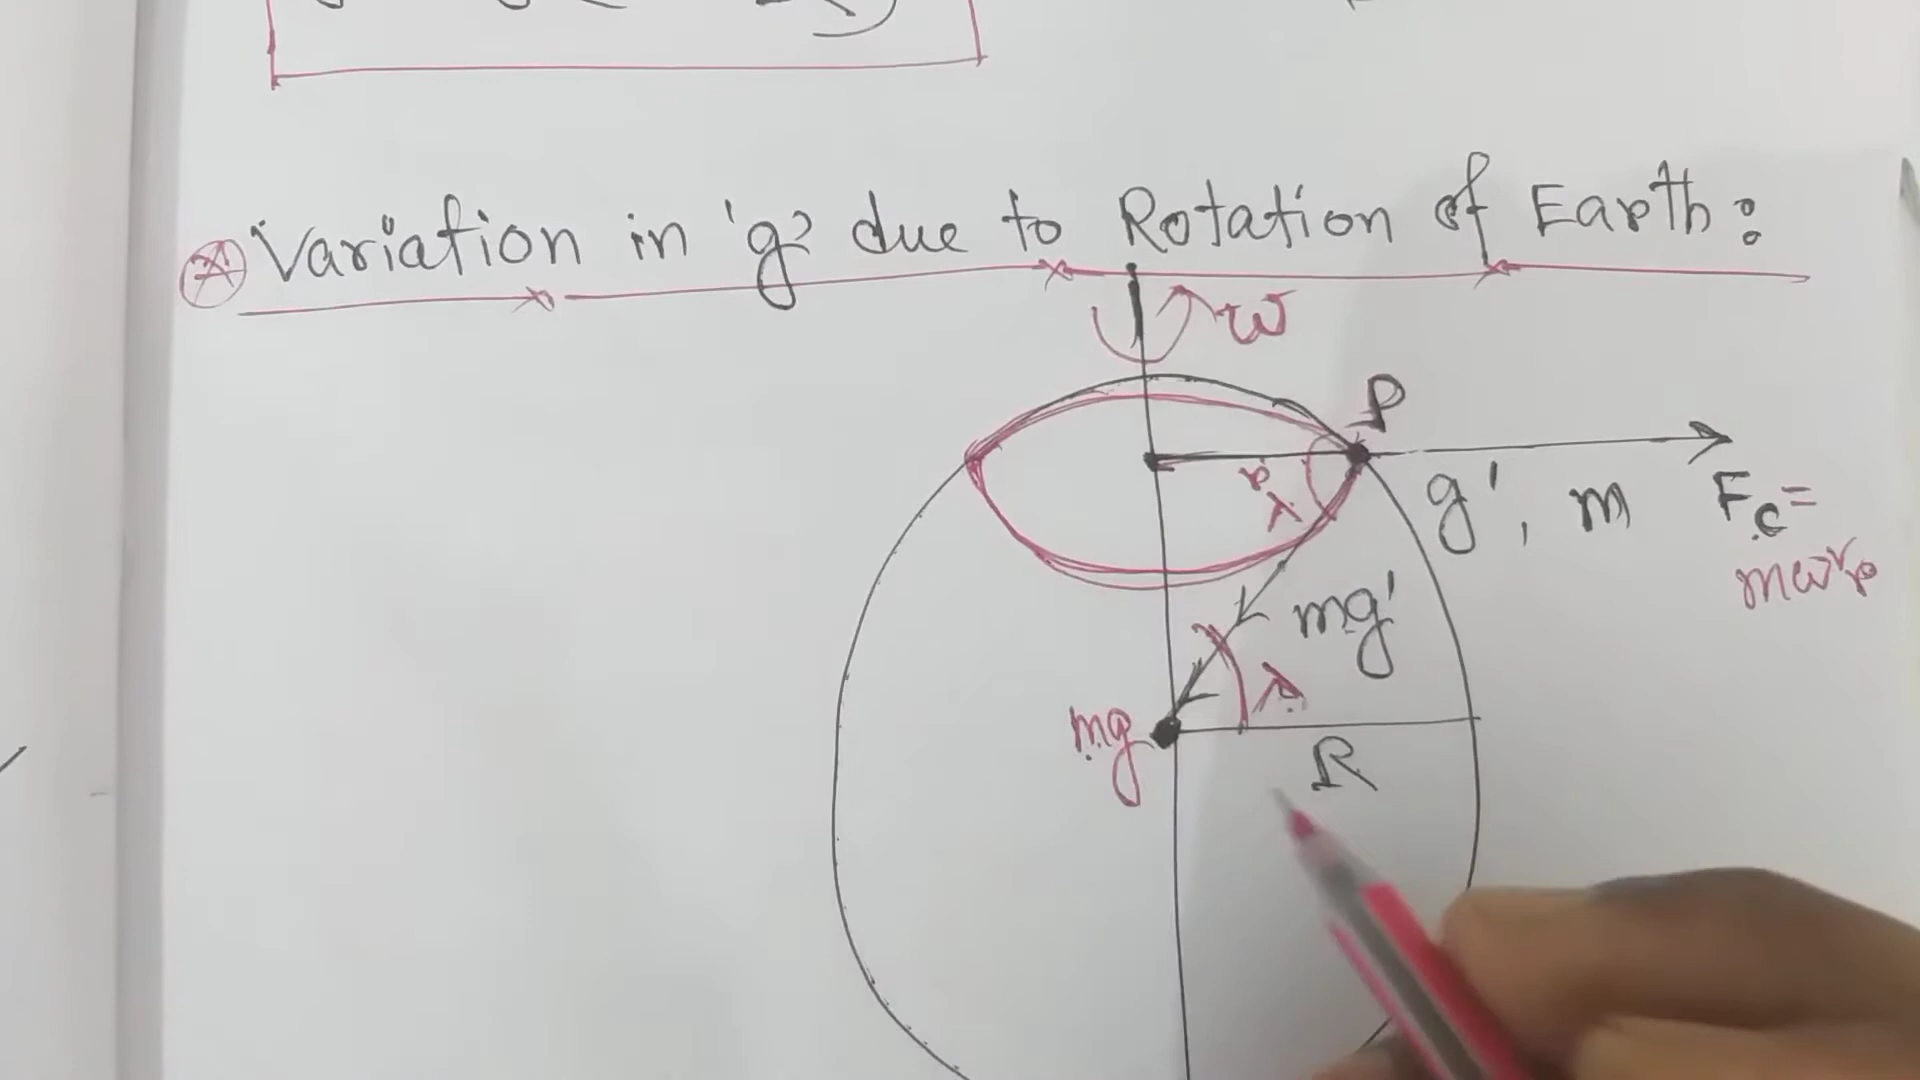 Variation in 'g' due to Rotation of Earth:
ω
P
r
λ
g', m
Fc =
mω²r
mg'
λ
mg
R